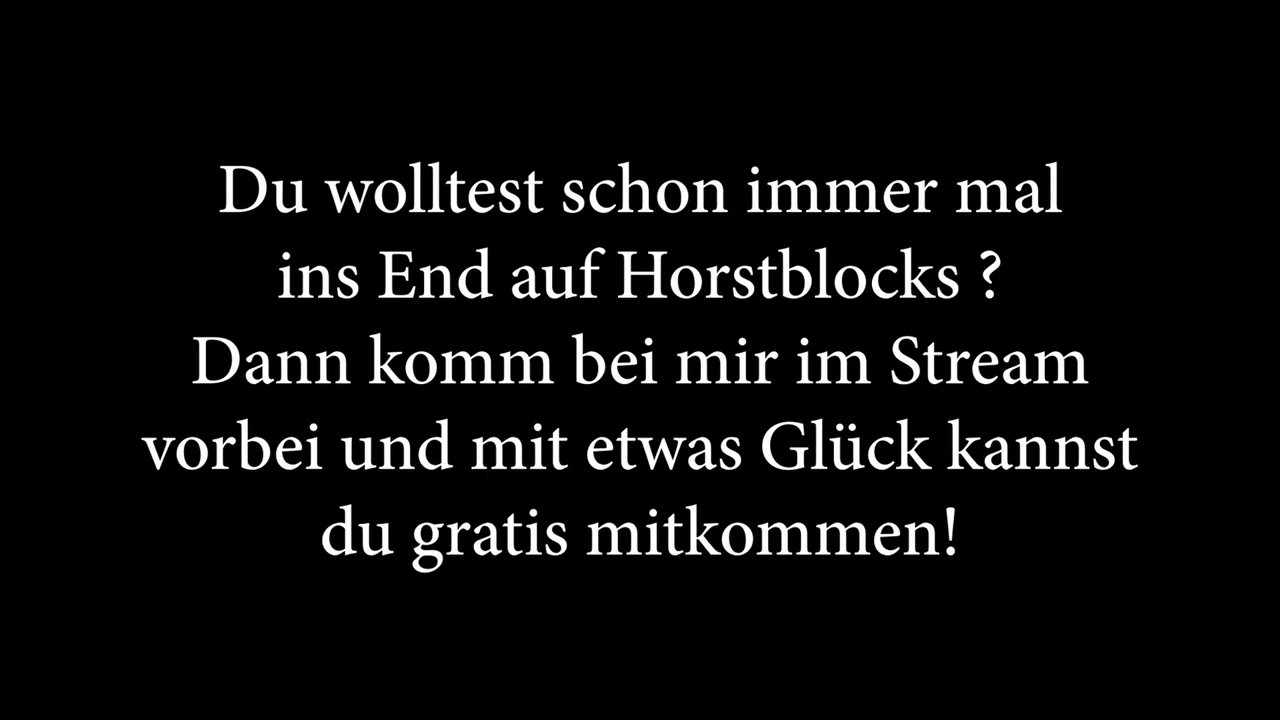 Du wolltest schon immer mal
ins End auf Horstblocks ?
Dann komm bei mir im Stream
vorbei und mit etwas Glück kannst
du gratis mitkommen!